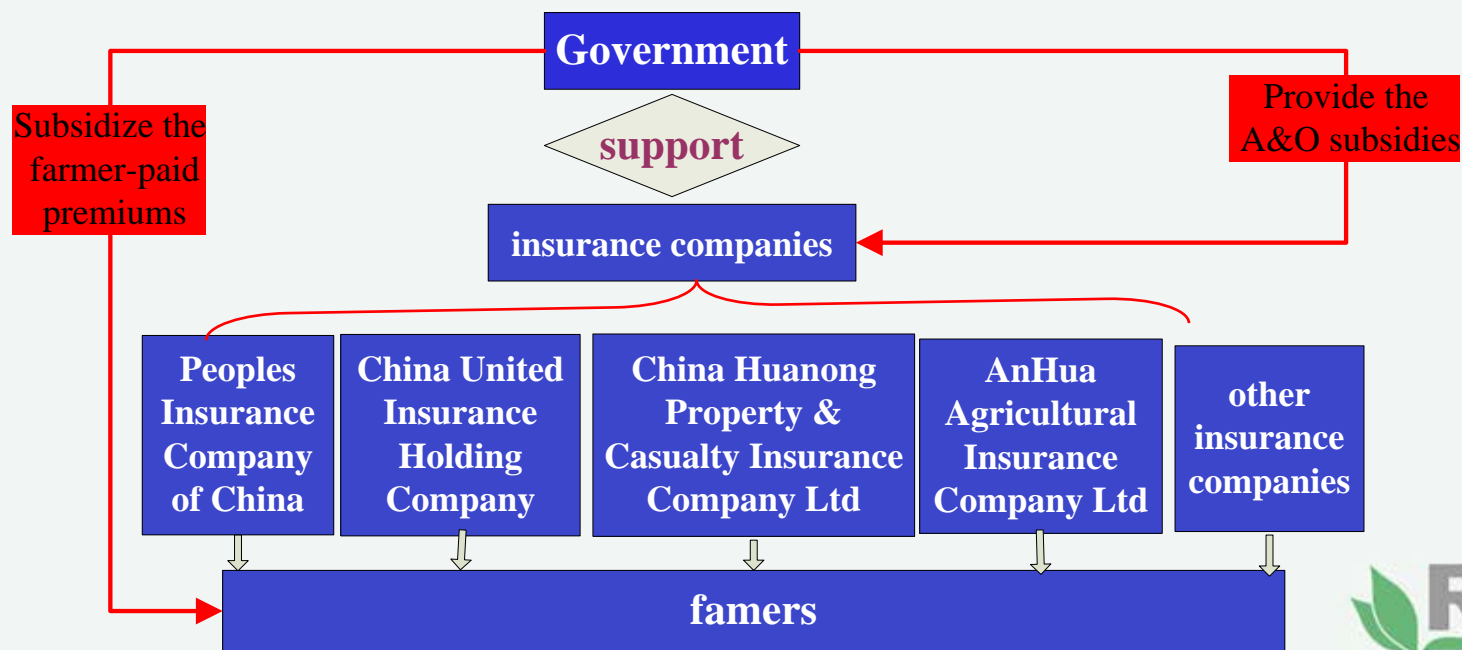 Government
Subsidize the
farmer-paid
premiums
Provide the
A&O subsidies
support
insurance companies
Peoples
Insurance
Company
of China
China United
Insurance
Holding
Company
China Huanong
Property &
Casualty Insurance
Company Ltd
AnHua
Agricultural
Insurance
Company Ltd
other
insurance
companies
famers